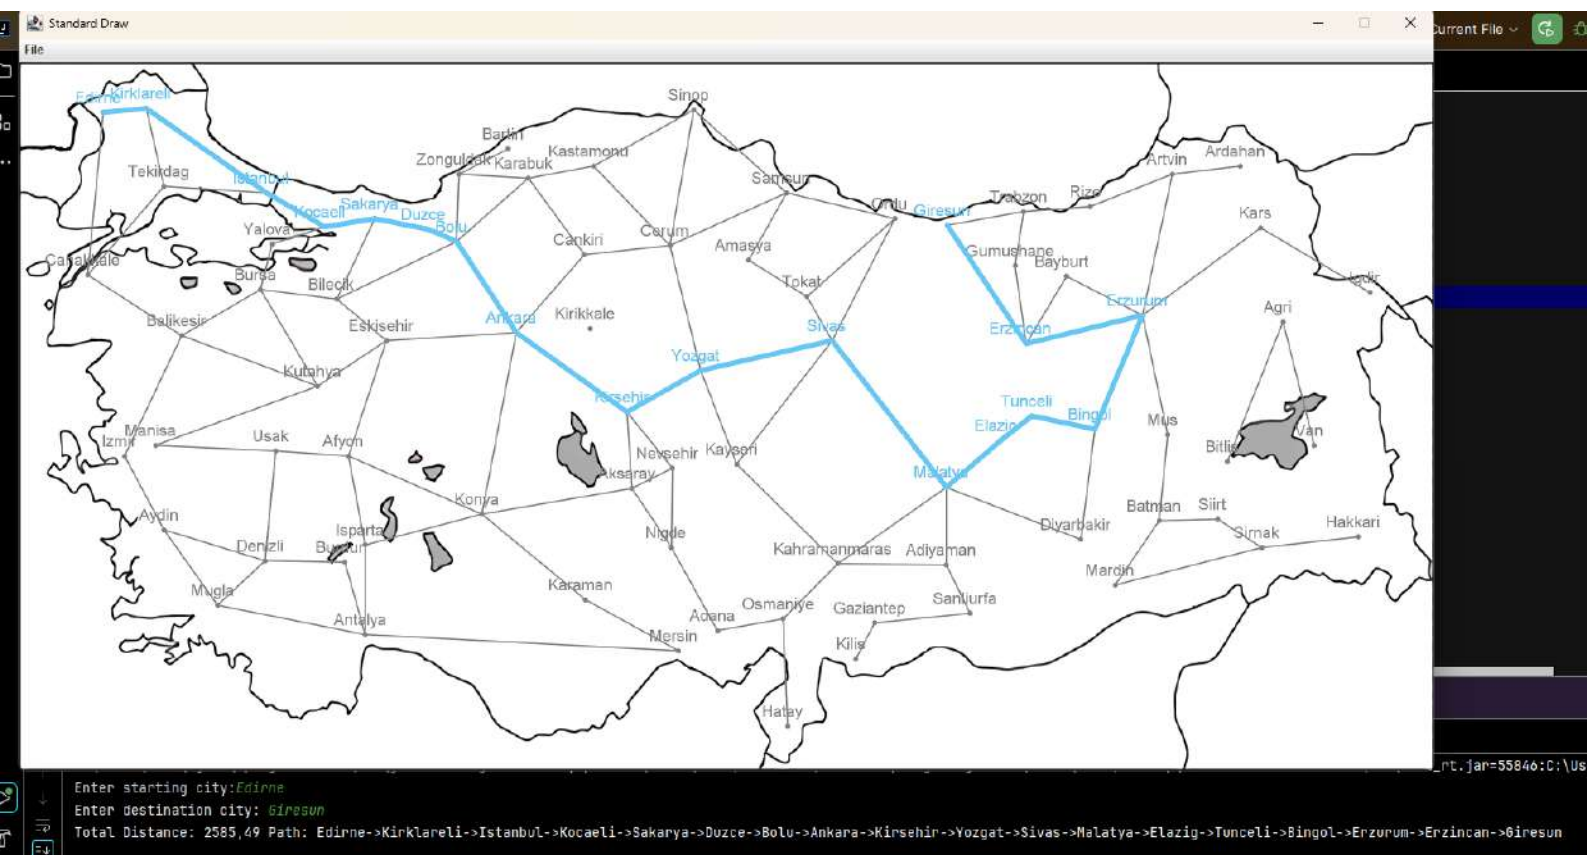 Standard Draw
Current File
File
Sinop
Edirne
Kirklareli
Bartin
Zonguldak
Karabuk
Kastamonu
Artvin
Ardahan
Tekirdag
Istanbul
Samsun
Rize
Trabzon
Ordu
Giresun
Kocaeli
Sakarya
Duzce
Bolu
Kars
Yalova
Cankiri
Corum
Amasya
Gumushane
Bayburt
Canakkale
Bursa
Bilecik
Tokat
Igdir
Erzurum
Agri
Balikesir
Eskisehir
Ankara
Kirikkale
Sivas
Erzincan
Kutahya
Yozgat
Kirsehir
Tunceli
Bingol
Elazig
Mus
Manisa
Izmir
Usak
Afyon
Nevsehir
Kayseri
Bitlis
Van
Aksaray
Malatya
Konya
Aydin
Isparta
Nigde
Diyarbakir
Batman
Siirt
Sirnak
Hakkari
Denizli
Burdur
Kahramanmaras
Adiyaman
Mardin
Mugla
Karaman
Osmaniye
Gaziantep
Sanliurfa
Antalya
Adana
Mersin
Kilis
Hatay
_rt.jar=55846:C:\Us
Enter starting city:Edirne
Enter destination city: Giresun
Total Distance: 2585,49 Path: Edirne->Kirklareli->Istanbul->Kocaeli->Sakarya->Duzce->Bolu->Ankara->Kirsehir->Yozgat->Sivas->Malatya->Elazig->Tunceli->Bingol->Erzurum->Erzincan->Giresun